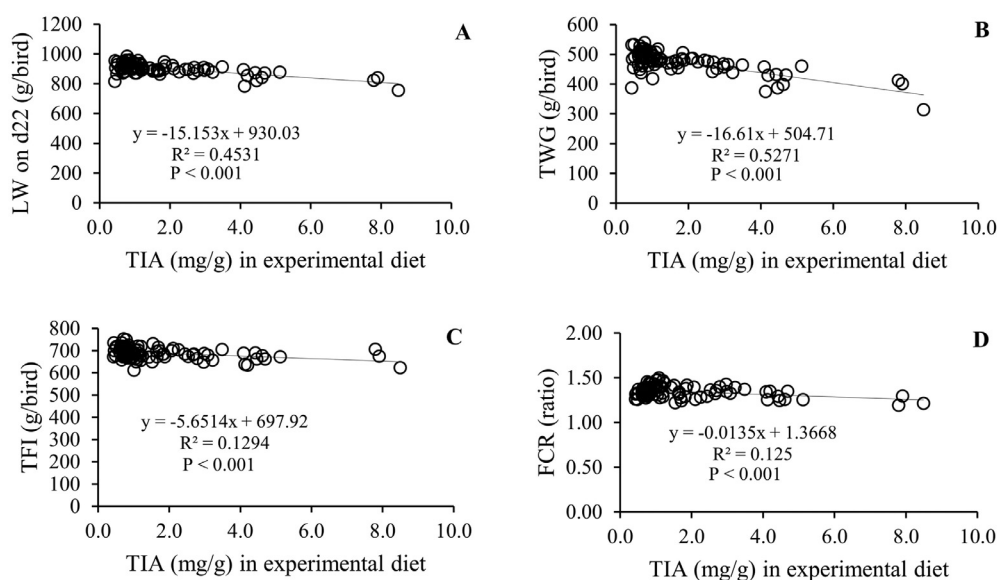 A
1200
1000
800
600
400
200
0
LW on d22 (g/bird)
y = -15.153x + 930.03
R² = 0.4531
P < 0.001
0.0 2.0 4.0 6.0 8.0 10.0
TIA (mg/g) in experimental diet
B
600
500
400
300
200
100
0
TWG (g/bird)
y = -16.61x + 504.71
R² = 0.5271
P < 0.001
0.0 2.0 4.0 6.0 8.0 10.0
TIA (mg/g) in experimental diet
C
800
700
600
500
400
300
200
100
0
TFI (g/bird)
y = -5.6514x + 697.92
R² = 0.1294
P < 0.001
0.0 2.0 4.0 6.0 8.0 10.0
TIA (mg/g) in experimental diet
D
2.00
1.50
1.00
0.50
0.00
FCR (ratio)
y = -0.0135x + 1.3668
R² = 0.125
P < 0.001
0.0 2.0 4.0 6.0 8.0 10.0
TIA (mg/g) in experimental diet